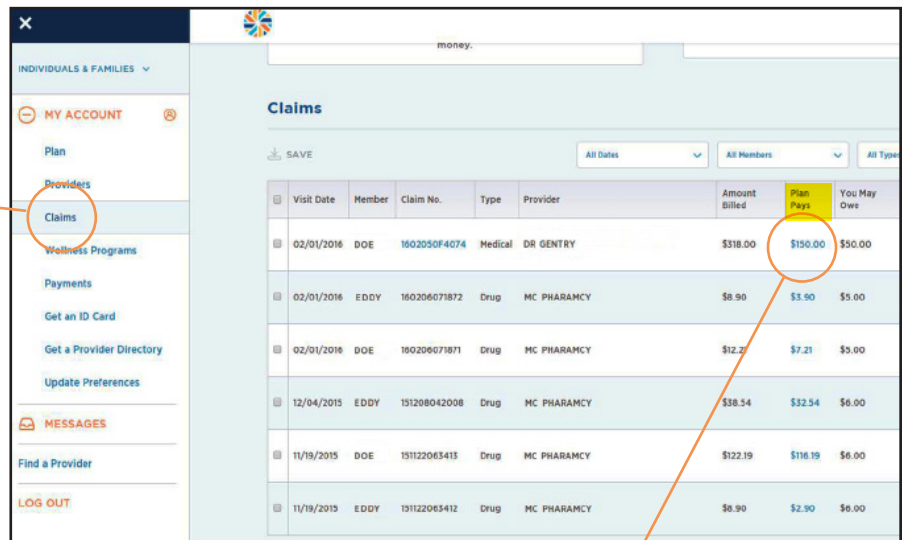 ×
money.
INDIVIDUALS & FAMILIES
MY ACCOUNT
Plan
Providers
Claims
Wellness Programs
Payments
Get an ID Card
Get a Provider Directory
Update Preferences
MESSAGES
Find a Provider
LOG OUT
Claims
SAVE
All Dates
All Members
All Types
Visit Date Member Claim No. Type Provider Amount Billed Plan Pays You May Owe
02/01/2016 DOE 1602050F4074 Medical DR GENTRY $318.00 $150.00 $50.00
02/01/2016 EDDY 160206071872 Drug MC PHARAMCY $8.90 $3.90 $5.00
02/01/2016 DOE 160206071871 Drug MC PHARAMCY $12.21 $7.21 $5.00
12/04/2015 EDDY 151208042008 Drug MC PHARAMCY $38.54 $32.54 $6.00
11/19/2015 DOE 151122063413 Drug MC PHARAMCY $122.19 $116.19 $6.00
11/19/2015 EDDY 151122063412 Drug MC PHARAMCY $8.90 $2.90 $6.00